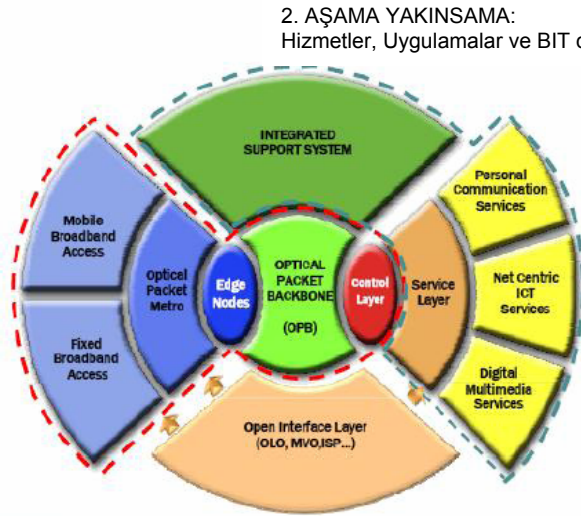 2. AŞAMA YAKINSAMA:
Hizmetler, Uygulamalar ve BIT
INTEGRATED
SUPPORT SYSTEM
Mobile
Broadband
Access
Fixed
Broadband
Access
Optical
Packet
Metro
Edge
Nodes
OPTICAL
PACKET
BACKBONE
(OPB)
Control
Layer
Service
Layer
Personal
Communication
Services
Net Centric
ICT
Services
Digital
Multimedia
Services
Open Interface Layer
(OLO, MVO,ISP...)